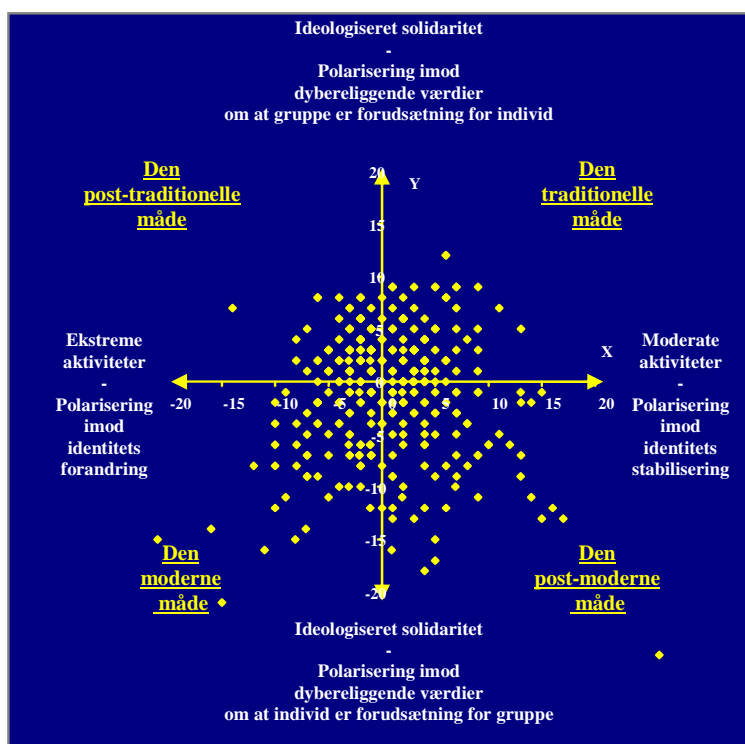 Ideologiseret solidaritet
-
Polarisering imod
dybereliggende værdier
om at gruppe er forudsætning for individ
Den
post-traditionelle
måde
Den
traditionelle
måde
Y
20
15
10
5
0
-5
-10
-15
-20
X
-20
-15
-10
-5
0
5
10
15
20
Ekstreme
aktiviteter
-
Polarisering
imod
identitets
forandring
Moderate
aktiviteter
-
Polarisering
imod
identitets
stabilisering
Den
moderne
måde
Den
post-moderne
måde
Ideologiseret solidaritet
-
Polarisering imod
dybereliggende værdier
om at individ er forudsætning for gruppe